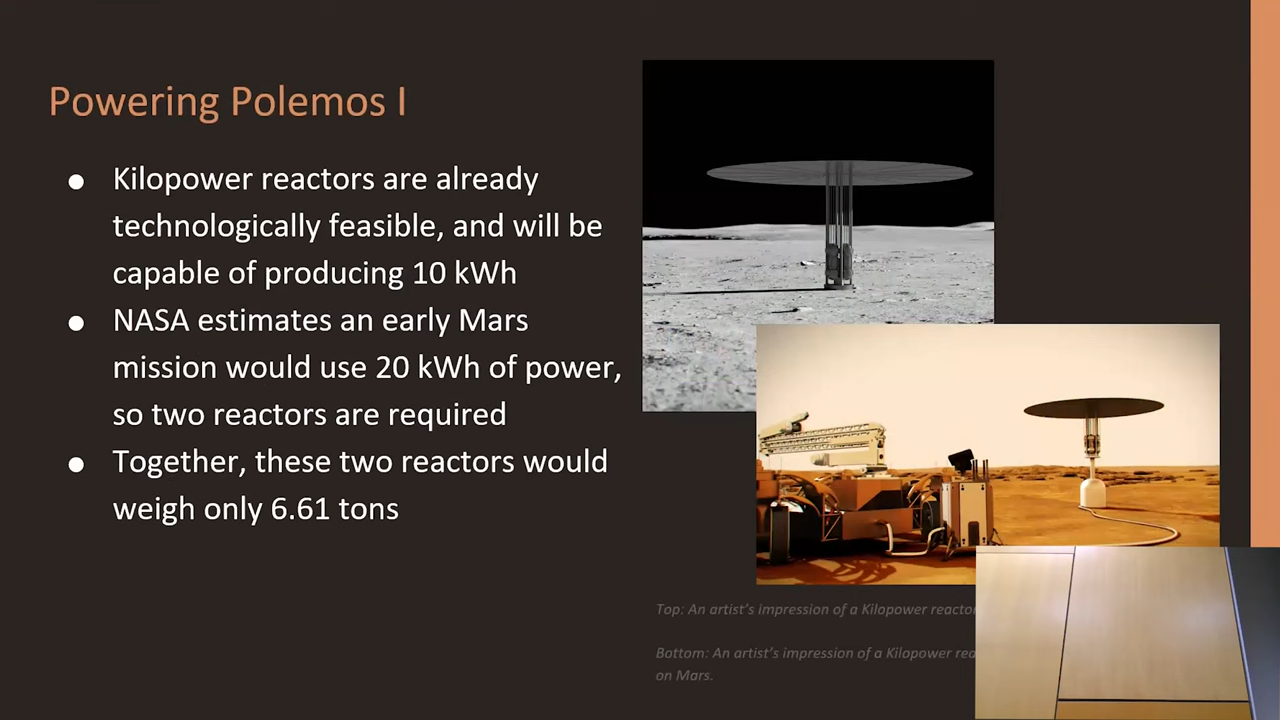 Powering Polemos I
● Kilopower reactors are already
technologically feasible, and will be
capable of producing 10 kWh
● NASA estimates an early Mars
mission would use 20 kWh of power,
so two reactors are required
● Together, these two reactors would
weigh only 6.61 tons
Top: An artist's impression of a Kilopower reactor
Bottom: An artist's impression of a Kilopower
on Mars.